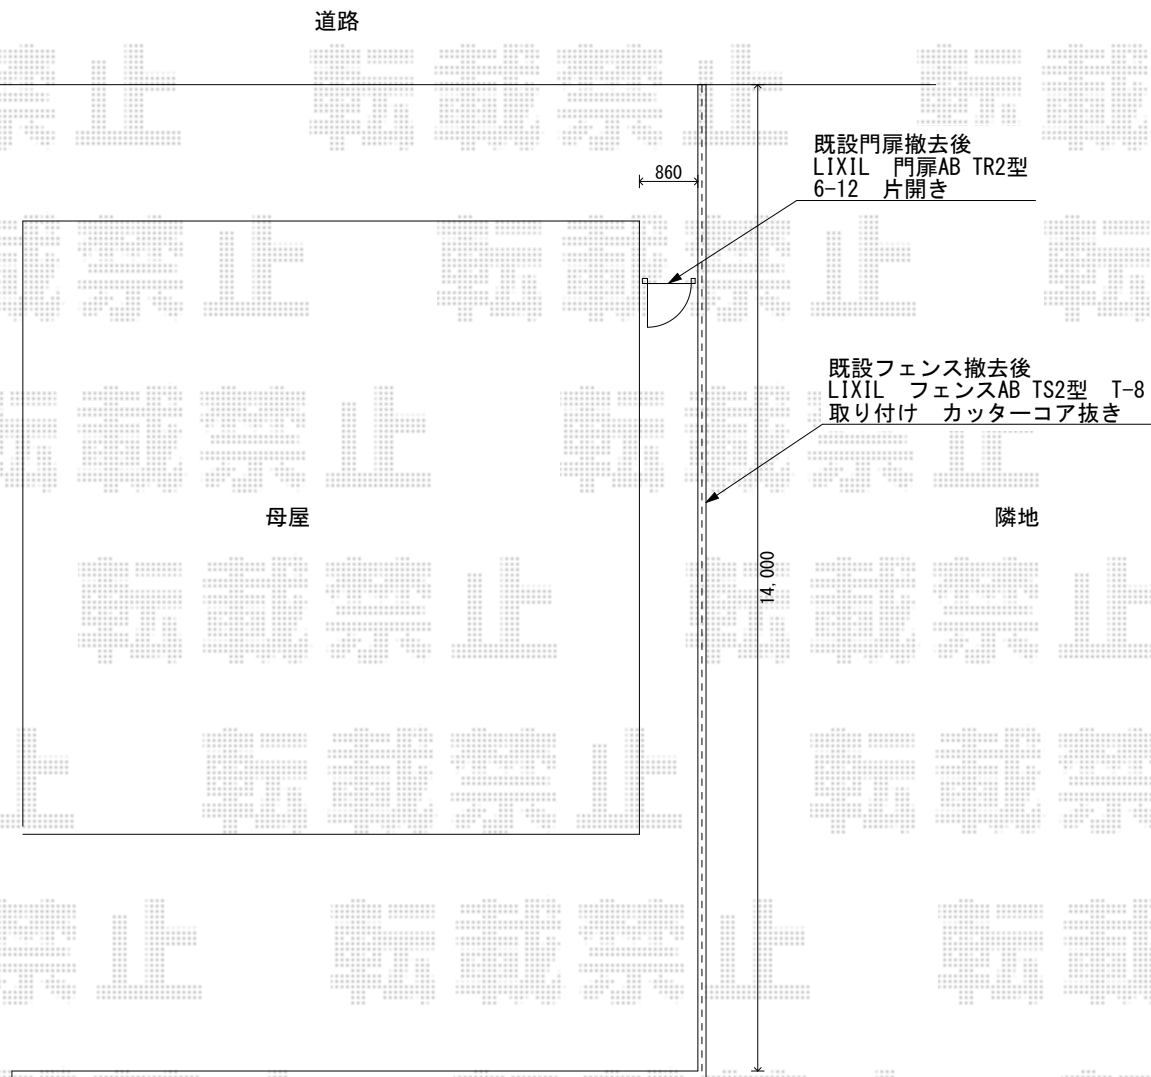 道路
860
既設門扉撤去後
LIXIL　門扉AB TR2型
6-12　片開き
既設フェンス撤去後
LIXIL　フェンスAB TS2型　T-8
取り付け　カッターコア抜き
母屋
隣地
14,000
転載禁止